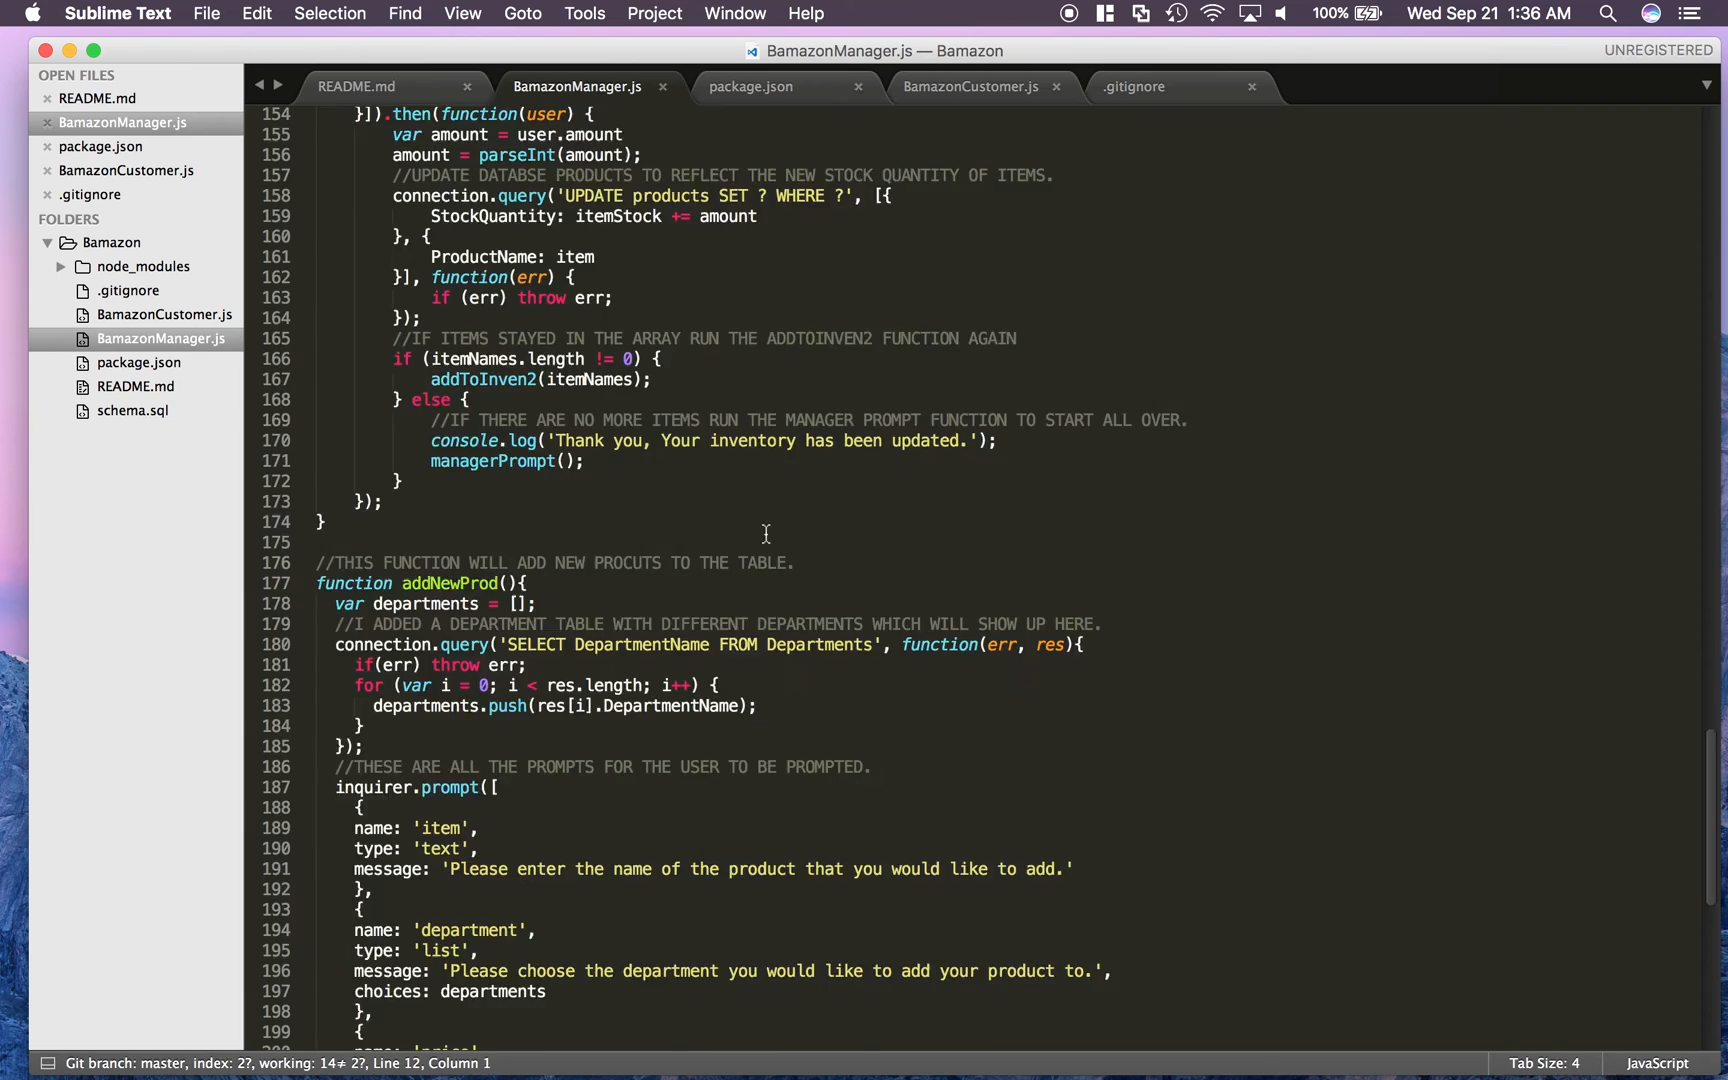 Sublime Text File Edit Selection Find View Goto Tools Project Window Help 100% Wed Sep 21 1:36 AM
BamazonManager.js — Bamazon UNREGISTERED
OPEN FILES
README.md
BamazonManager.js
package.json
BamazonCustomer.js
.gitignore
FOLDERS
Bamazon
node_modules
.gitignore
BamazonCustomer.js
BamazonManager.js
package.json
README.md
schema.sql
README.md BamazonManager.js package.json BamazonCustomer.js .gitignore
154 }]).then(function(user) {
155 var amount = user.amount
156 amount = parseInt(amount);
157 //UPDATE DATABSE PRODUCTS TO REFLECT THE NEW STOCK QUANTITY OF ITEMS.
158 connection.query('UPDATE products SET ? WHERE ?', [{
159 StockQuantity: itemStock += amount
160 }, {
161 ProductName: item
162 }], function(err) {
163 if (err) throw err;
164 });
165 //IF ITEMS STAYED IN THE ARRAY RUN THE ADDTOINVEN2 FUNCTION AGAIN
166 if (itemNames.length != 0) {
167 addToInven2(itemNames);
168 } else {
169 //IF THERE ARE NO MORE ITEMS RUN THE MANAGER PROMPT FUNCTION TO START ALL OVER.
170 console.log('Thank you, Your inventory has been updated.');
171 managerPrompt();
172 }
173 });
174 }
175
176 //THIS FUNCTION WILL ADD NEW PROCUTS TO THE TABLE.
177 function addNewProd(){
178 var departments = [];
179 //I ADDED A DEPARTMENT TABLE WITH DIFFERENT DEPARTMENTS WHICH WILL SHOW UP HERE.
180 connection.query('SELECT DepartmentName FROM Departments', function(err, res){
181 if(err) throw err;
182 for (var i = 0; i < res.length; i++) {
183 departments.push(res[i].DepartmentName);
184 }
185 });
186 //THESE ARE ALL THE PROMPTS FOR THE USER TO BE PROMPTED.
187 inquirer.prompt([
188 {
189 name: 'item',
190 type: 'text',
191 message: 'Please enter the name of the product that you would like to add.'
192 },
193 {
194 name: 'department',
195 type: 'list',
196 message: 'Please choose the department you would like to add your product to.',
197 choices: departments
198 },
199 {
Git branch: master, index: 2?, working: 14≠ 2?, Line 12, Column 1 Tab Size: 4 JavaScript